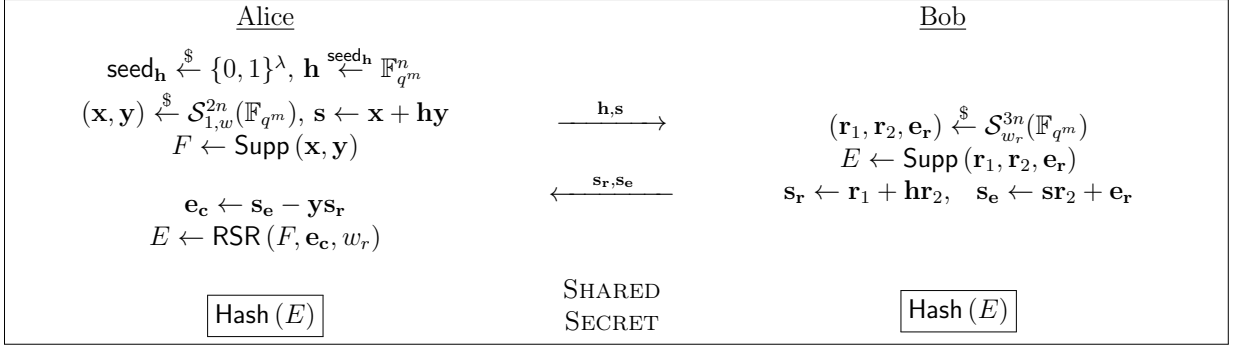 Alice Bob
seed_h ←$ {0, 1}^λ, h ←seed_h 𝔽_{q^m}^n
(x, y) ←$ 𝒮_{1,w}^{2n}(𝔽_{q^m}), s ← x + hy
F ← Supp (x, y)
h,s
(r_1, r_2, e_r) ←$ 𝒮_{w_r}^{3n}(𝔽_{q^m})
E ← Supp (r_1, r_2, e_r)
s_r ← r_1 + hr_2, s_e ← sr_2 + e_r
s_r,s_e
e_c ← s_e − ys_r
E ← RSR (F, e_c, w_r)
Hash (E)
SHARED
SECRET
Hash (E)